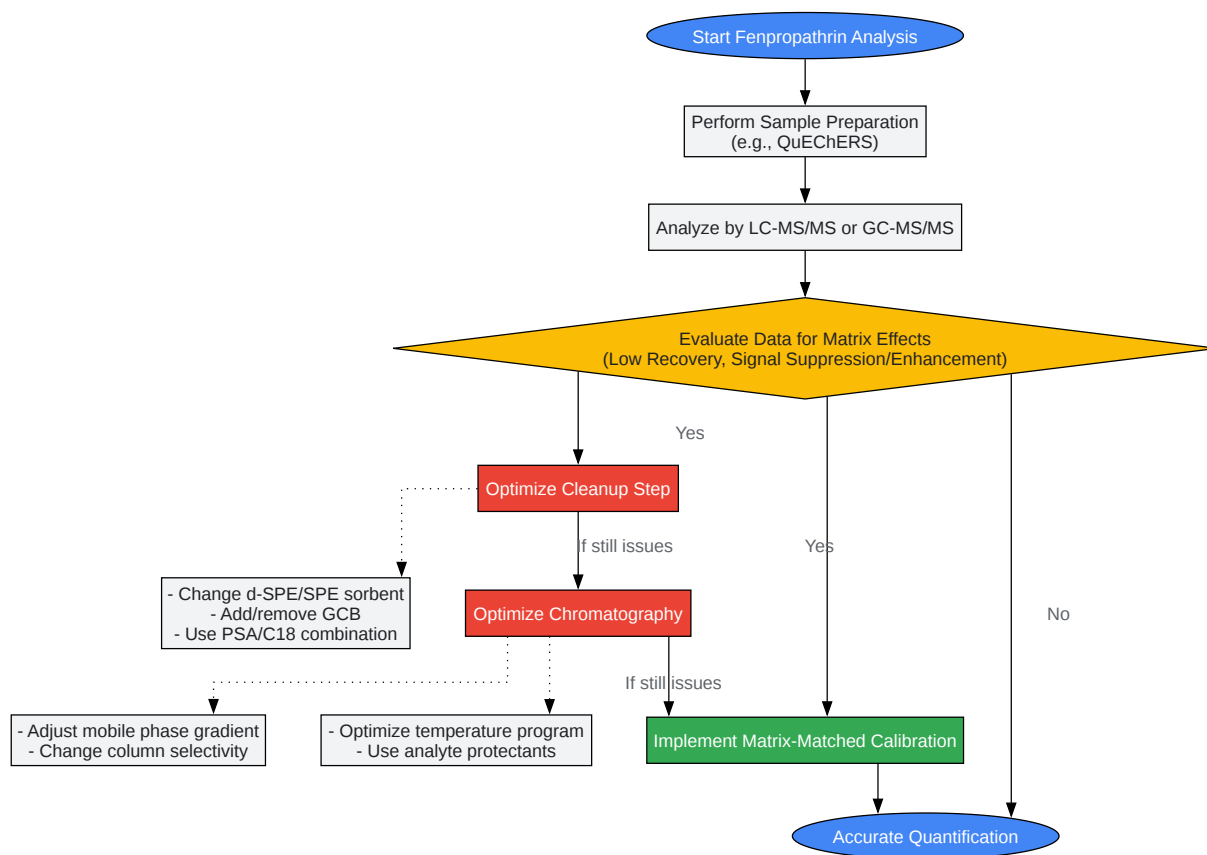 Start Fenpropathrin Analysis
Perform Sample Preparation
(e.g., QuEChERS)
Analyze by LC-MS/MS or GC-MS/MS
Evaluate Data for Matrix Effects
(Low Recovery, Signal Suppression/Enhancement)
Yes
Optimize Cleanup Step
If still issues
Yes
- Change d-SPE/SPE sorbent
- Add/remove GCB
- Use PSA/C18 combination
Optimize Chromatography
No
If still issues
- Adjust mobile phase gradient
- Change column selectivity
- Optimize temperature program
- Use analyte protectants
Implement Matrix-Matched Calibration
Accurate Quantification